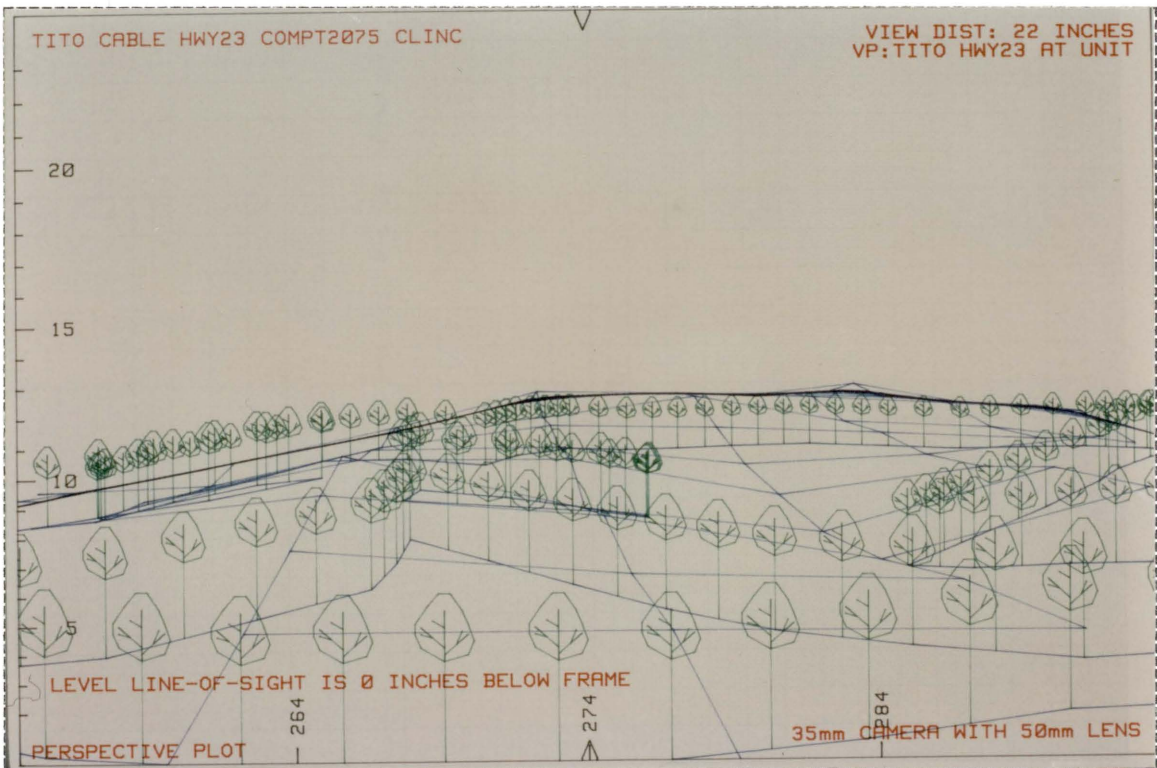 TITO CABLE HWY23 COMPT2075 CLINC
VIEW DIST: 22 INCHES
VP:TITO HWY23 AT UNIT
20
15
10
5
LEVEL LINE-OF-SIGHT IS 0 INCHES BELOW FRAME
264
274
284
35mm CAMERA WITH 50mm LENS
PERSPECTIVE PLOT